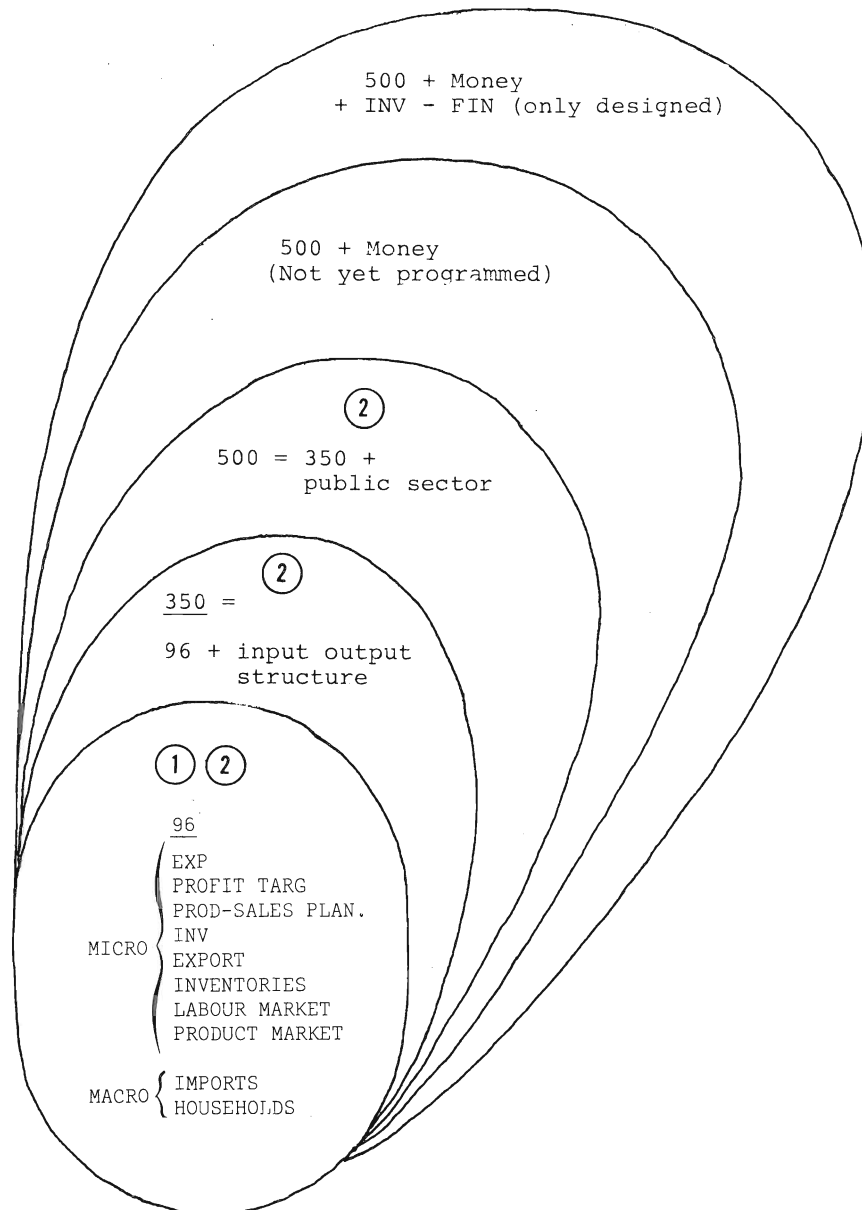 500 + Money
+ INV - FIN (only designed)
500 + Money
(Not yet programmed)
2
500 = 350 +
public sector
2
350 =
96 + input output
structure
1 2
96
EXP
PROFIT TARG
PROD-SALES PLAN.
INV
MICRO
EXPORT
INVENTORIES
LABOUR MARKET
PRODUCT MARKET
IMPORTS
MACRO
HOUSEHOLDS